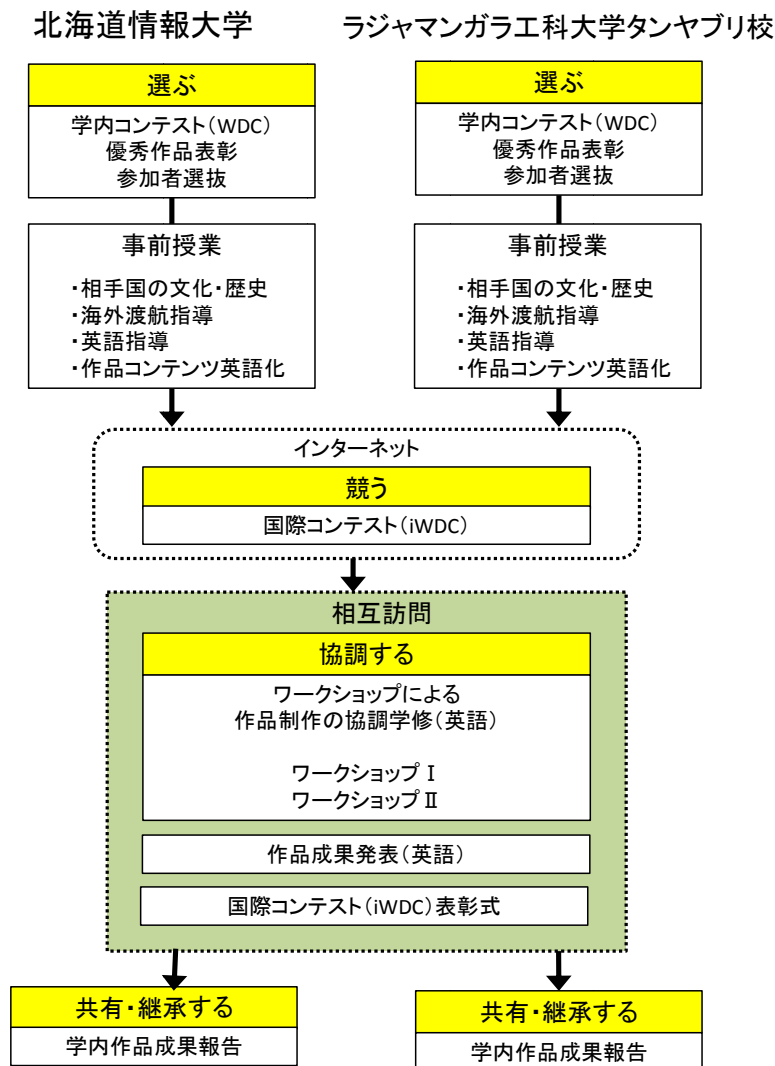 北海道情報大学
ラジャマンガラ工科大学タンヤブリ校
選ぶ
学内コンテスト(WDC)
優秀作品表彰
参加者選抜
選ぶ
学内コンテスト(WDC)
優秀作品表彰
参加者選抜
事前授業
・相手国の文化・歴史
・海外渡航指導
・英語指導
・作品コンテンツ英語化
事前授業
・相手国の文化・歴史
・海外渡航指導
・英語指導
・作品コンテンツ英語化
インターネット
競う
国際コンテスト(iWDC)
相互訪問
協調する
ワークショップによる
作品制作の協調学修(英語)
ワークショップⅠ
ワークショップⅡ
作品成果発表(英語)
国際コンテスト(iWDC)表彰式
共有・継承する
学内作品成果報告
共有・継承する
学内作品成果報告